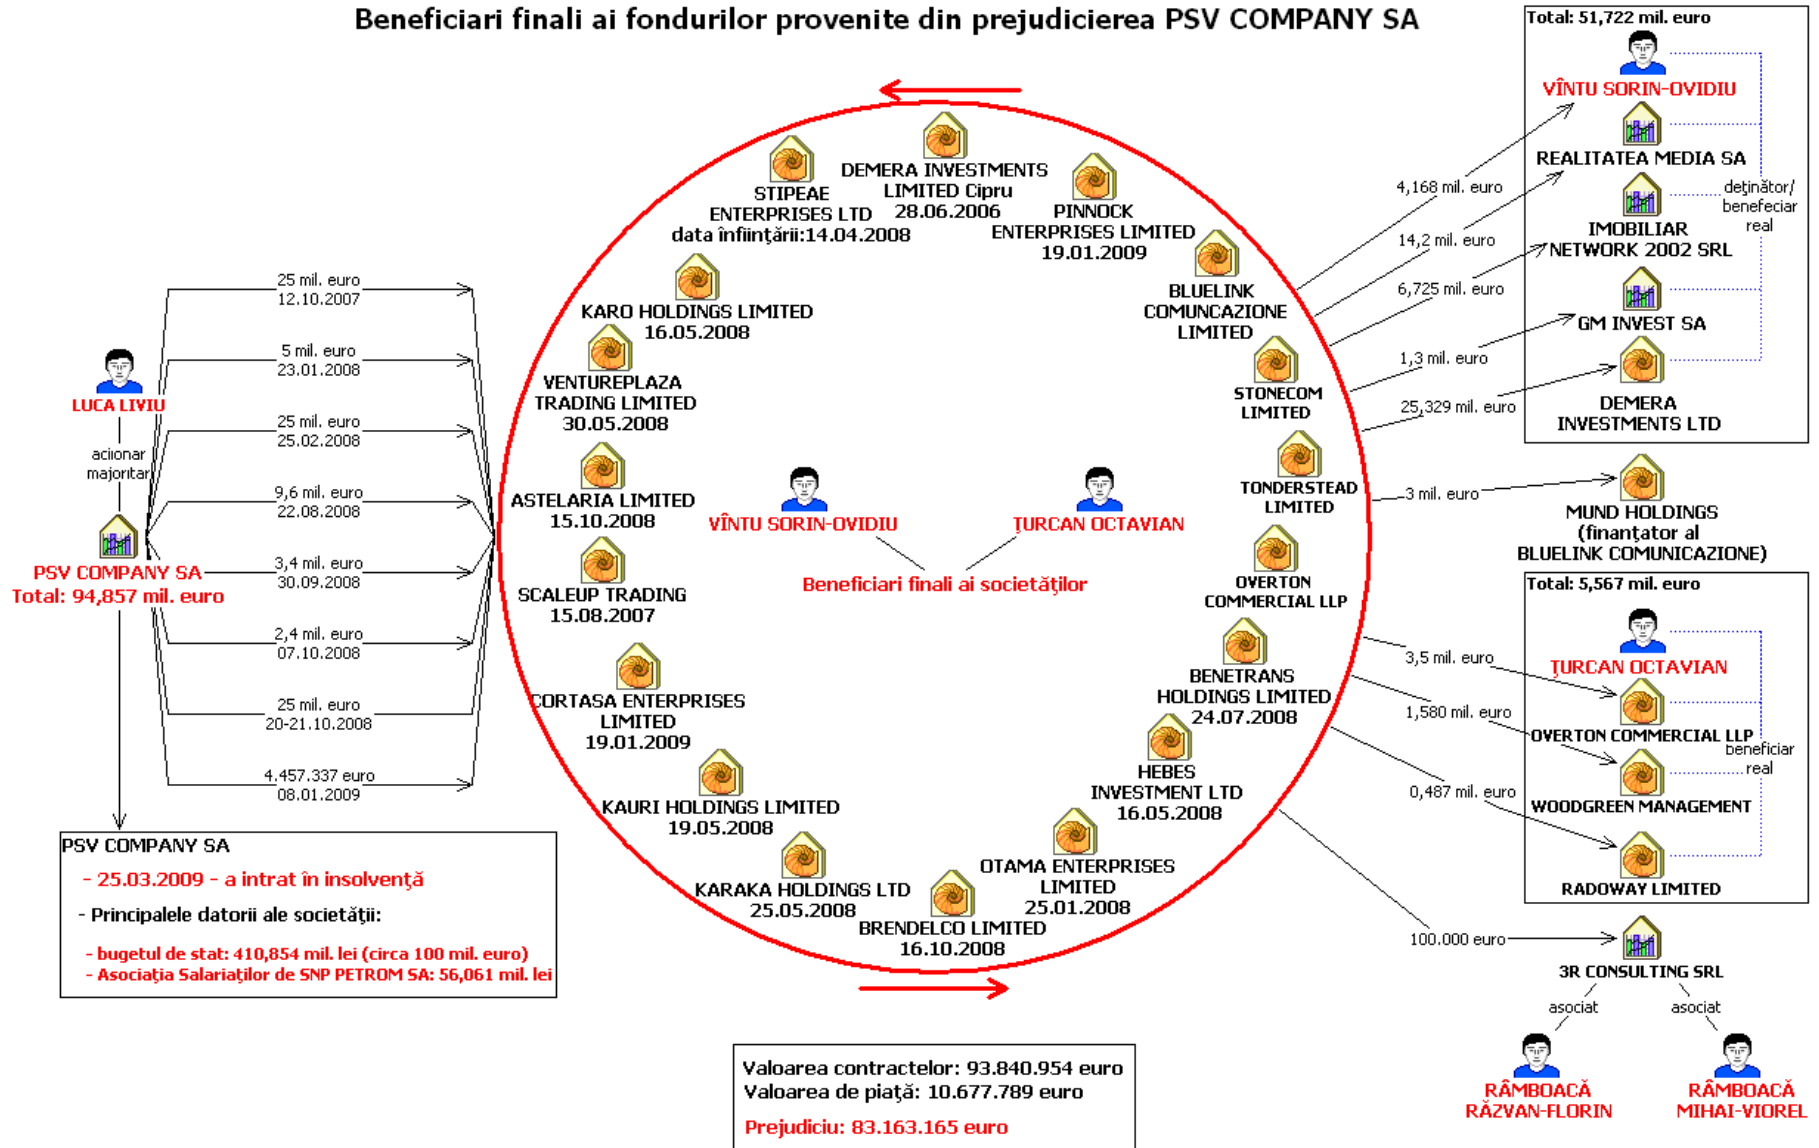 Beneficiari finali ai fondurilor provenite din prejudicierea PSV COMPANY SA
25 mil. euro
12.10.2007
5 mil. euro
23.01.2008
25 mil. euro
25.02.2008
9,6 mil. euro
22.08.2008
3,4 mil. euro
30.09.2008
2,4 mil. euro
07.10.2008
25 mil. euro
20-21.10.2008
4.457.337 euro
08.01.2009
LUCA LIVIU
aciionar
majoritar
PSV COMPANY SA
Total: 94,857 mil. euro
PSV COMPANY SA
- 25.03.2009 - a intrat în insolvenţă
- Principalele datorii ale societăţii:
- bugetul de stat: 410,854 mil. lei (circa 100 mil. euro)
- Asociaţia Salariaţilor de SNP PETROM SA: 56,061 mil. lei
DEMERA INVESTMENTS
LIMITED Cipru
28.06.2006
STIPEAE
ENTERPRISES LTD
data înfiinţării:14.04.2008
KARO HOLDINGS LIMITED
16.05.2008
VENTUREPLAZA
TRADING LIMITED
30.05.2008
ASTELARIA LIMITED
15.10.2008
SCALEUP TRADING
15.08.2007
CORTASA ENTERPRISES
LIMITED
19.01.2009
KAURI HOLDINGS LIMITED
19.05.2008
KARAKA HOLDINGS LTD
25.05.2008
BRENDELCO LIMITED
16.10.2008
OTAMA ENTERPRISES
LIMITED
25.01.2008
HEBES
INVESTMENT LTD
16.05.2008
BENETRANS
HOLDINGS LIMITED
24.07.2008
OVERTON
COMMERCIAL LLP
TONDERSTEAD
LIMITED
STONECOM
LIMITED
BLUELINK
COMUNCAZIONE
LIMITED
PINNOCK
ENTERPRISES LIMITED
19.01.2009
VÎNTU SORIN-OVIDIU
ŢURCAN OCTAVIAN
Beneficiari finali ai societăţilor
4,168 mil. euro
14,2 mil. euro
6,725 mil. euro
1,3 mil. euro
25,329 mil. euro
3 mil. euro
3,5 mil. euro
1,580 mil. euro
0,487 mil. euro
100.000 euro
Total: 51,722 mil. euro
VÎNTU SORIN-OVIDIU
REALITATEA MEDIA SA
deţinător/
benefeciar
real
IMOBILIAR
NETWORK 2002 SRL
GM INVEST SA
DEMERA
INVESTMENTS LTD
MUND HOLDINGS
(finanţator al
BLUELINK COMUNICAZIONE)
Total: 5,567 mil. euro
ŢURCAN OCTAVIAN
OVERTON COMMERCIAL LLP
beneficiar
real
WOODGREEN MANAGEMENT
RADOWAY LIMITED
3R CONSULTING SRL
asociat
asociat
RÂMBOACĂ
RĂZVAN-FLORIN
RÂMBOACĂ
MIHAI-VIOREL
Valoarea contractelor: 93.840.954 euro
Valoarea de piaţă: 10.677.789 euro
Prejudiciu: 83.163.165 euro